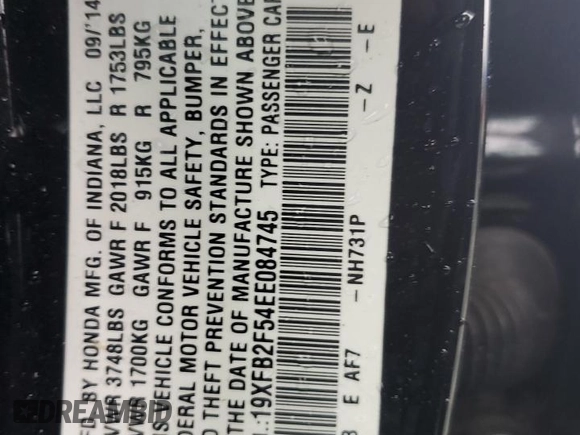 BY HONDA MFG. OF INDIANA, LLC 09/'14
3748LBS GAWR F 2018LBS R 1753LBS
1700KG GAWR F 915KG R 795KG
VEHICLE CONFORMS TO ALL APPLICABLE
MOTOR VEHICLE SAFETY, BUMPER,
THEFT PREVENTION STANDARDS IN EFFECT
THE DATE OF MANUFACTURE SHOWN ABOVE
19XFB2F54EE084745 TYPE: PASSENGER CAR
E AF7 -NH731P -Z -E
RideSafely